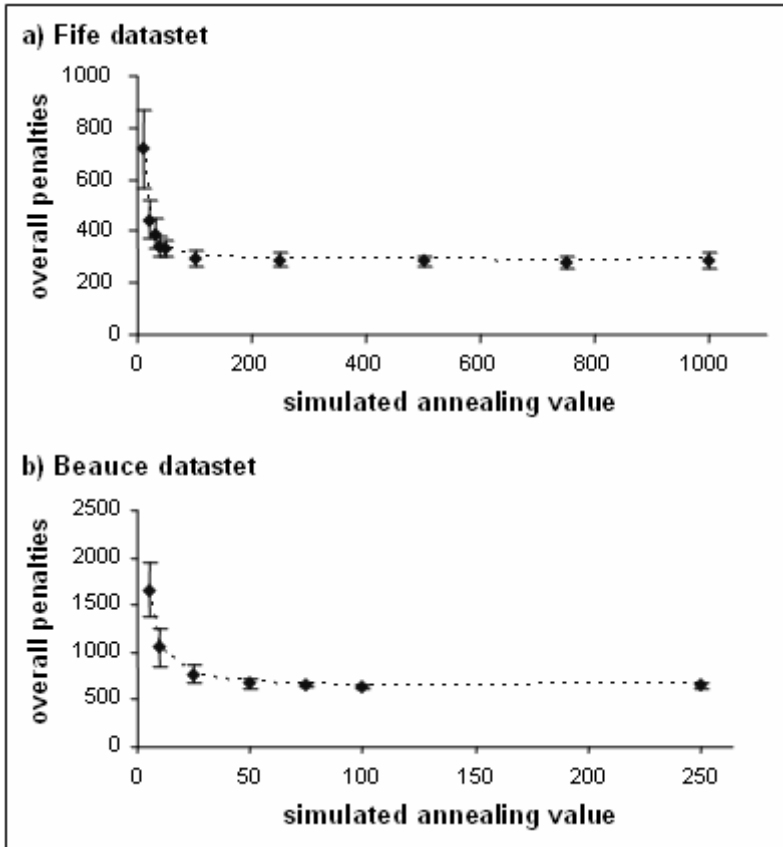 a) Fife datastet
1000
800
600
400
200
0
overall penalties
0 200 400 600 800 1000
simulated annealing value
b) Beauce datastet
2500
2000
1500
1000
500
0
overall penalties
0 50 100 150 200 250
simulated annealing value